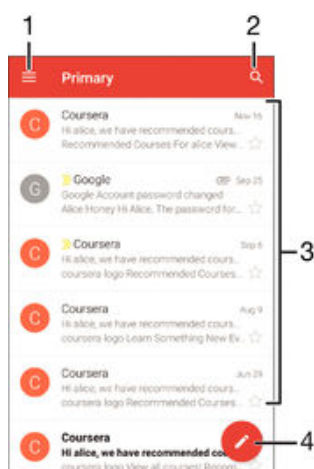 1
2
Primary
C
Coursera
Nov 16
Hi alice, we have recommended cours...
Recommended Courses For alice View...
3
G
Google
Sep 25
Google Account password changed
Alice Honey Hi Alice, The password for...
C
Coursera
Sep 6
Hi alice, we have recommended cours...
coursera logo Recommended Courses...
C
Coursera
Aug 9
Hi alice, we have recommended cours...
coursera logo Learn Something New Ev...
C
Coursera
Jun 29
Hi alice, we have recommended cours...
coursera logo Recommended Courses...
4
C
Coursera
Hi alice, we have recommended cou
coursera logo View all courses! Recom